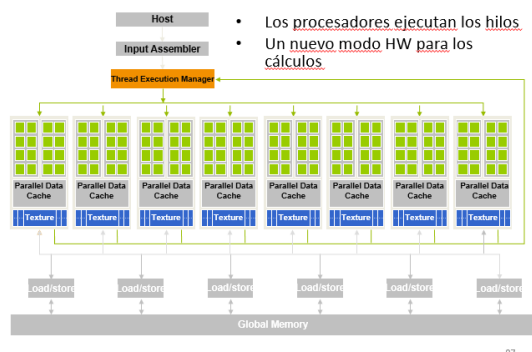 Host
Input Assembler
Thread Execution Manager
• Los procesadores ejecutan los hilos
• Un nuevo modo HW para los
cálculos
Parallel Data
Cache
Parallel Data
Cache
Parallel Data
Cache
Parallel Data
Cache
Parallel Data
Cache
Parallel Data
Cache
Parallel Data
Cache
Parallel Data
Cache
Texture
Texture
Texture
Texture
Texture
Texture
Texture
Texture
Load/store
Load/store
Load/store
Load/store
Load/store
Load/store
Global Memory